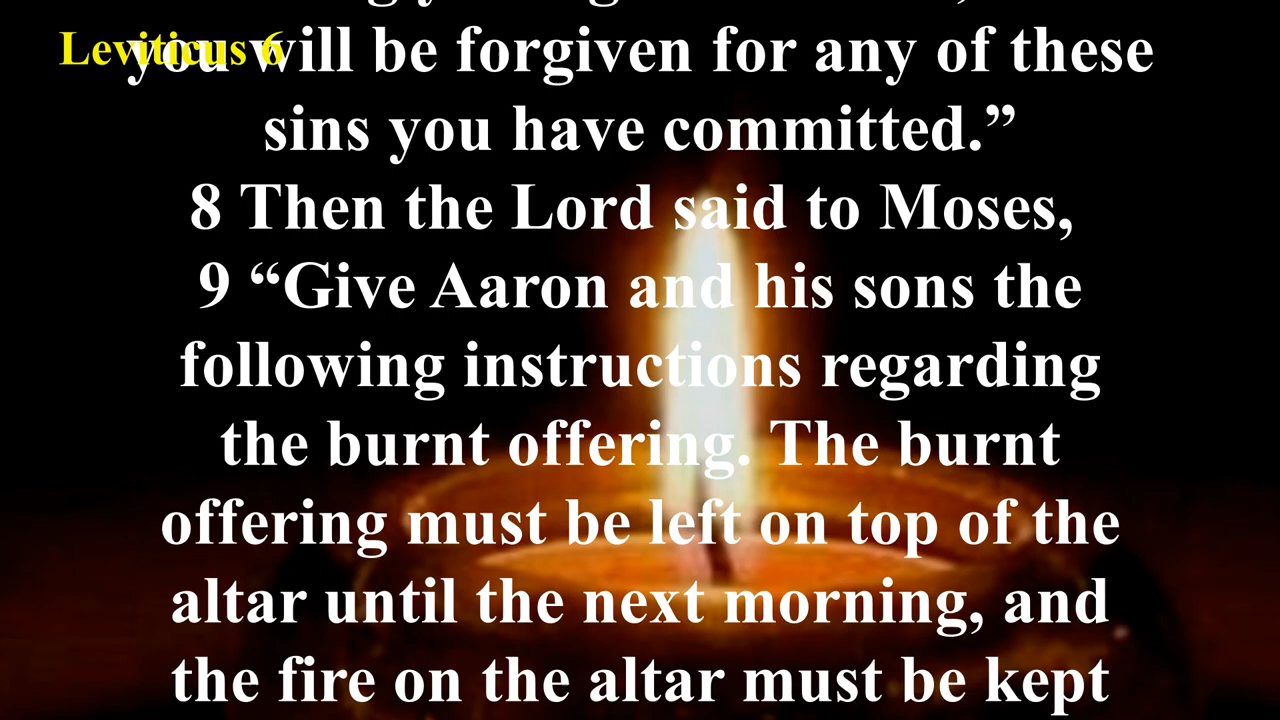 Leviticus 6
you will be forgiven for any of these
sins you have committed.”
8 Then the Lord said to Moses,
9 “Give Aaron and his sons the
following instructions regarding
the burnt offering. The burnt
offering must be left on top of the
altar until the next morning, and
the fire on the altar must be kept